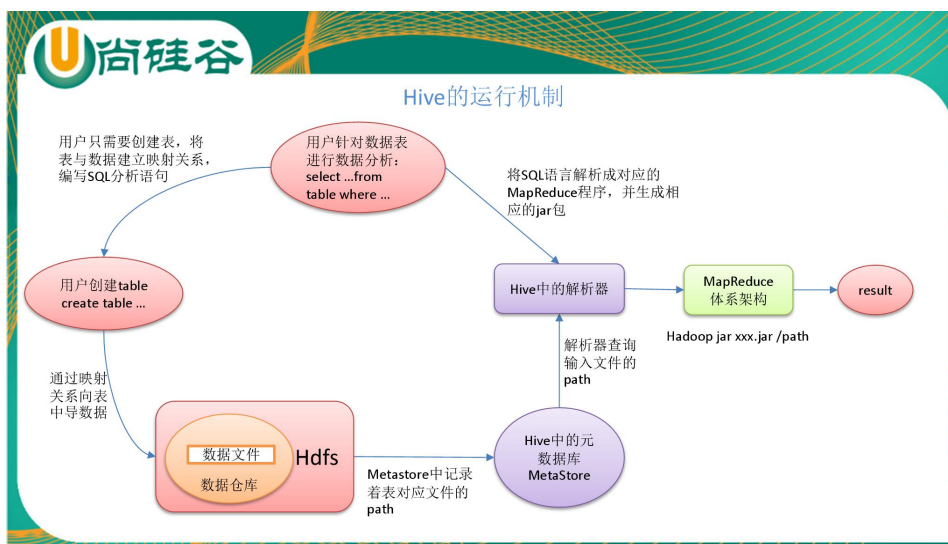 尚硅谷
Hive的运行机制
用户只需要创建表，将
表与数据建立映射关系，
编写SQL分析语句
用户针对数据表
进行数据分析：
select ...from
table where ...
将SQL语言解析成对应的
MapReduce程序，并生成相
应的jar包
用户创建table
create table ...
Hive中的解析器
MapReduce
体系架构
result
Hadoop jar xxx.jar /path
解析器查询
输入文件的
path
通过映射
关系向表
中导数据
数据文件
数据仓库
Hdfs
Metastore中记录
着表对应文件的
path
Hive中的元
数据库
MetaStore